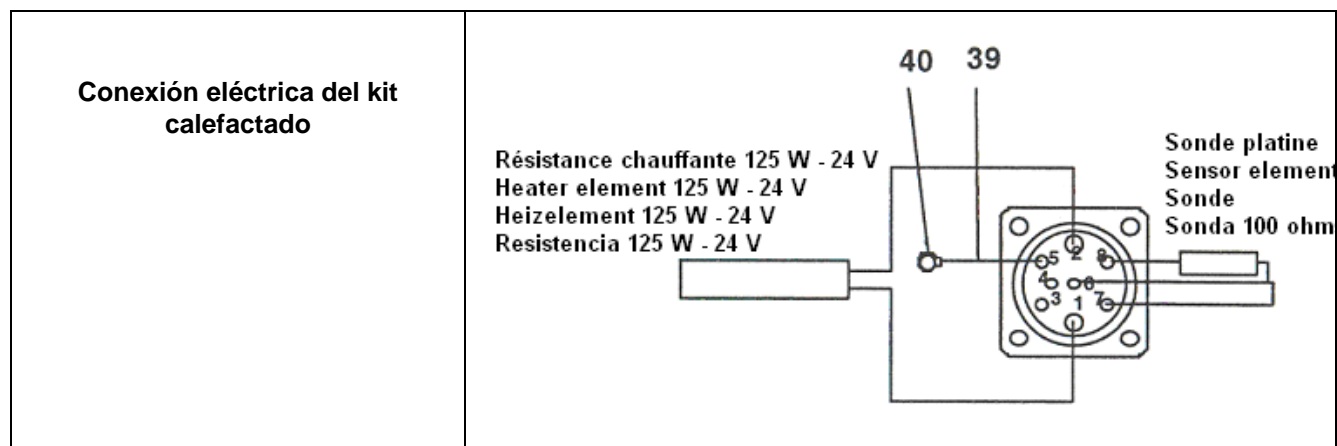 Conexión eléctrica del kit
calefactado
40 39
Résistance chauffante 125 W - 24 V
Heater element 125 W - 24 V
Heizelement 125 W - 24 V
Resistencia 125 W - 24 V
Sonde platine
Sensor element
Sonde
Sonda 100 ohm
5 2 8
4 6
3 1 7